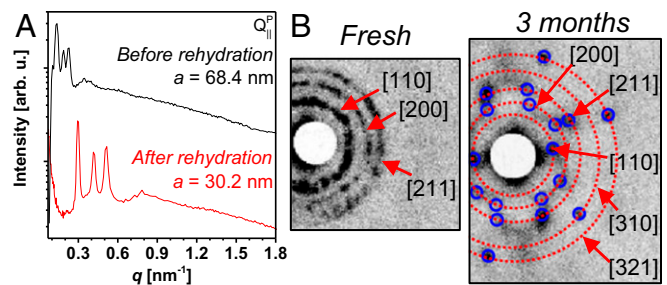 A
Q∥P
Before rehydration
a = 68.4 nm
After rehydration
a = 30.2 nm
Intensity [arb. u.]
0.3 0.6 0.9 1.2 1.5 1.8
q [nm-1]
B
Fresh
[110]
[200]
[211]
3 months
[200]
[211]
[110]
[310]
[321]